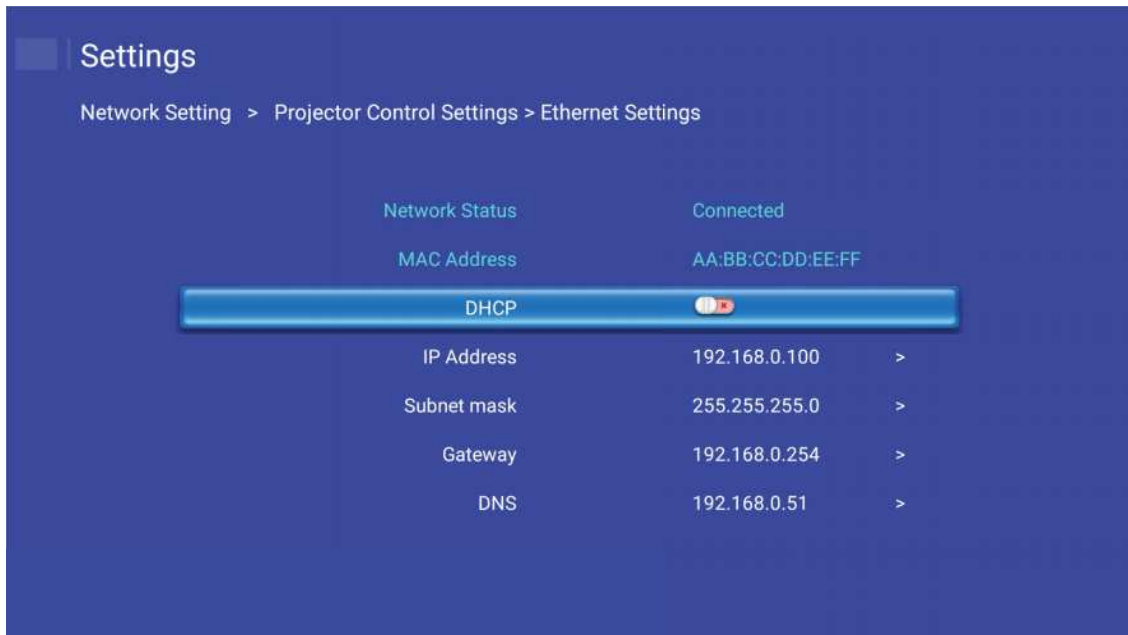 Settings
Network Setting > Projector Control Settings > Ethernet Settings
Network Status Connected
MAC Address AA:BB:CC:DD:EE:FF
DHCP
IP Address 192.168.0.100 >
Subnet mask 255.255.255.0 >
Gateway 192.168.0.254 >
DNS 192.168.0.51 >